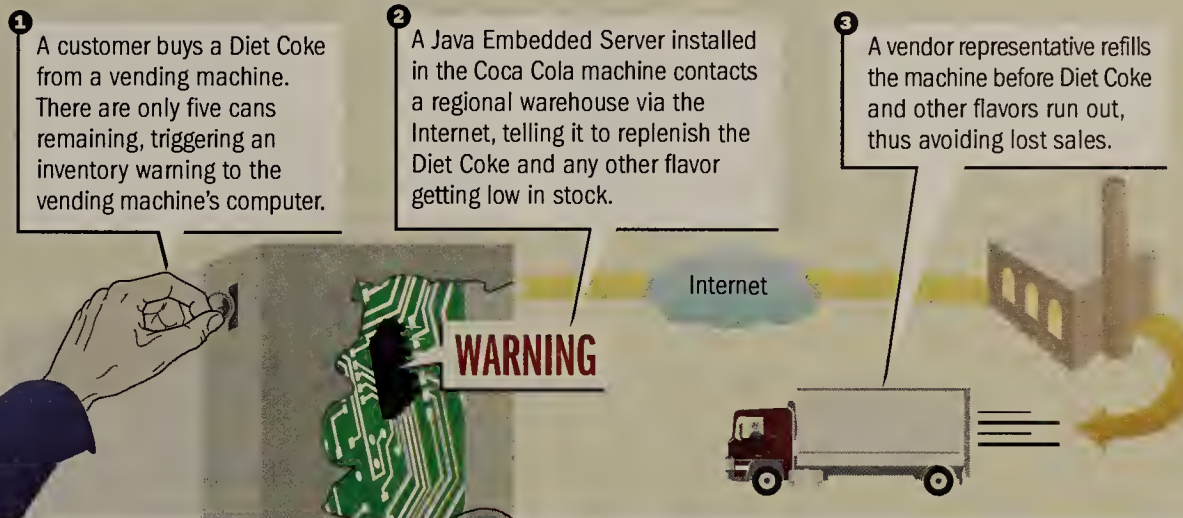 1
A customer buys a Diet Coke
from a vending machine.
There are only five cans
remaining, triggering an
inventory warning to the
vending machine's computer.
2
A Java Embedded Server installed
in the Coca Cola machine contacts
a regional warehouse via the
Internet, telling it to replenish the
Diet Coke and any other flavor
getting low in stock.
3
A vendor representative refills
the machine before Diet Coke
and other flavors run out,
thus avoiding lost sales.
Internet
WARNING